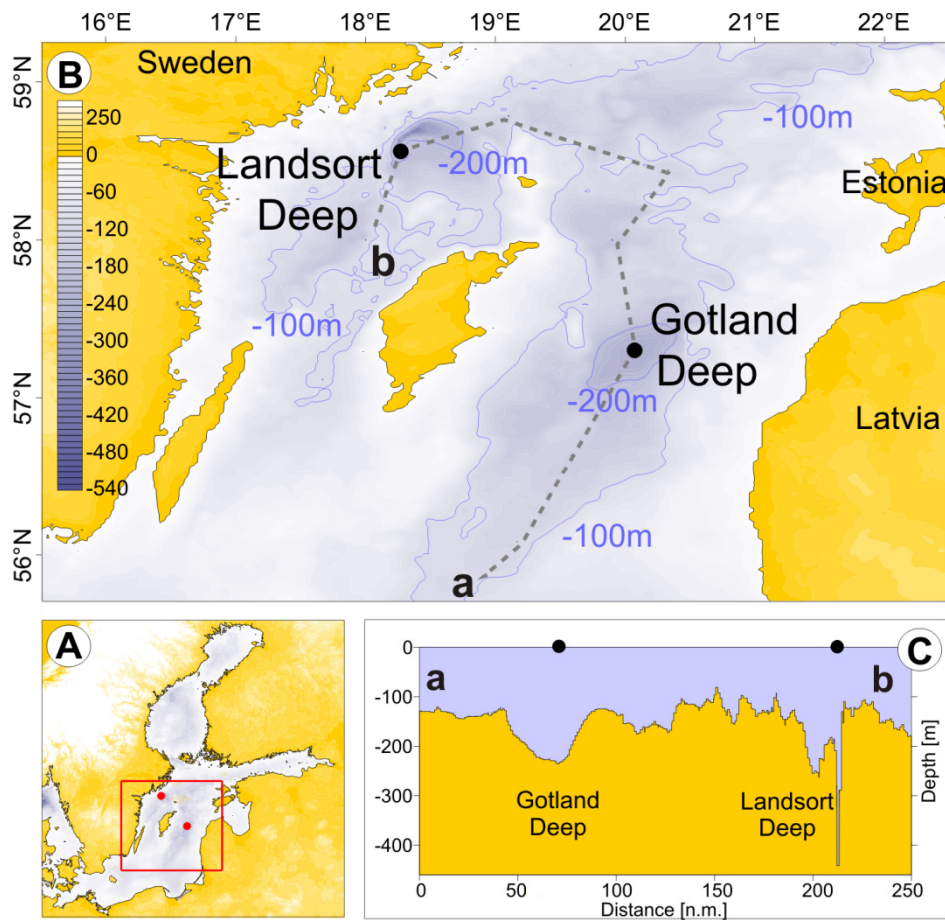 16°E 17°E 18°E 19°E 20°E 21°E 22°E
B
Sweden
59°N
58°N
57°N
56°N
250
0
-60
-120
-180
-240
-300
-360
-420
-480
-540
-100m
Landsort
Deep
-200m
Estonia
b
-100m
Gotland
Deep
-200m
Latvia
-100m
a
A
C
0
-100
-200
-300
-400
a
b
Gotland
Deep
Landsort
Deep
Depth [m]
0 50 100 150 200 250
Distance [n.m.]